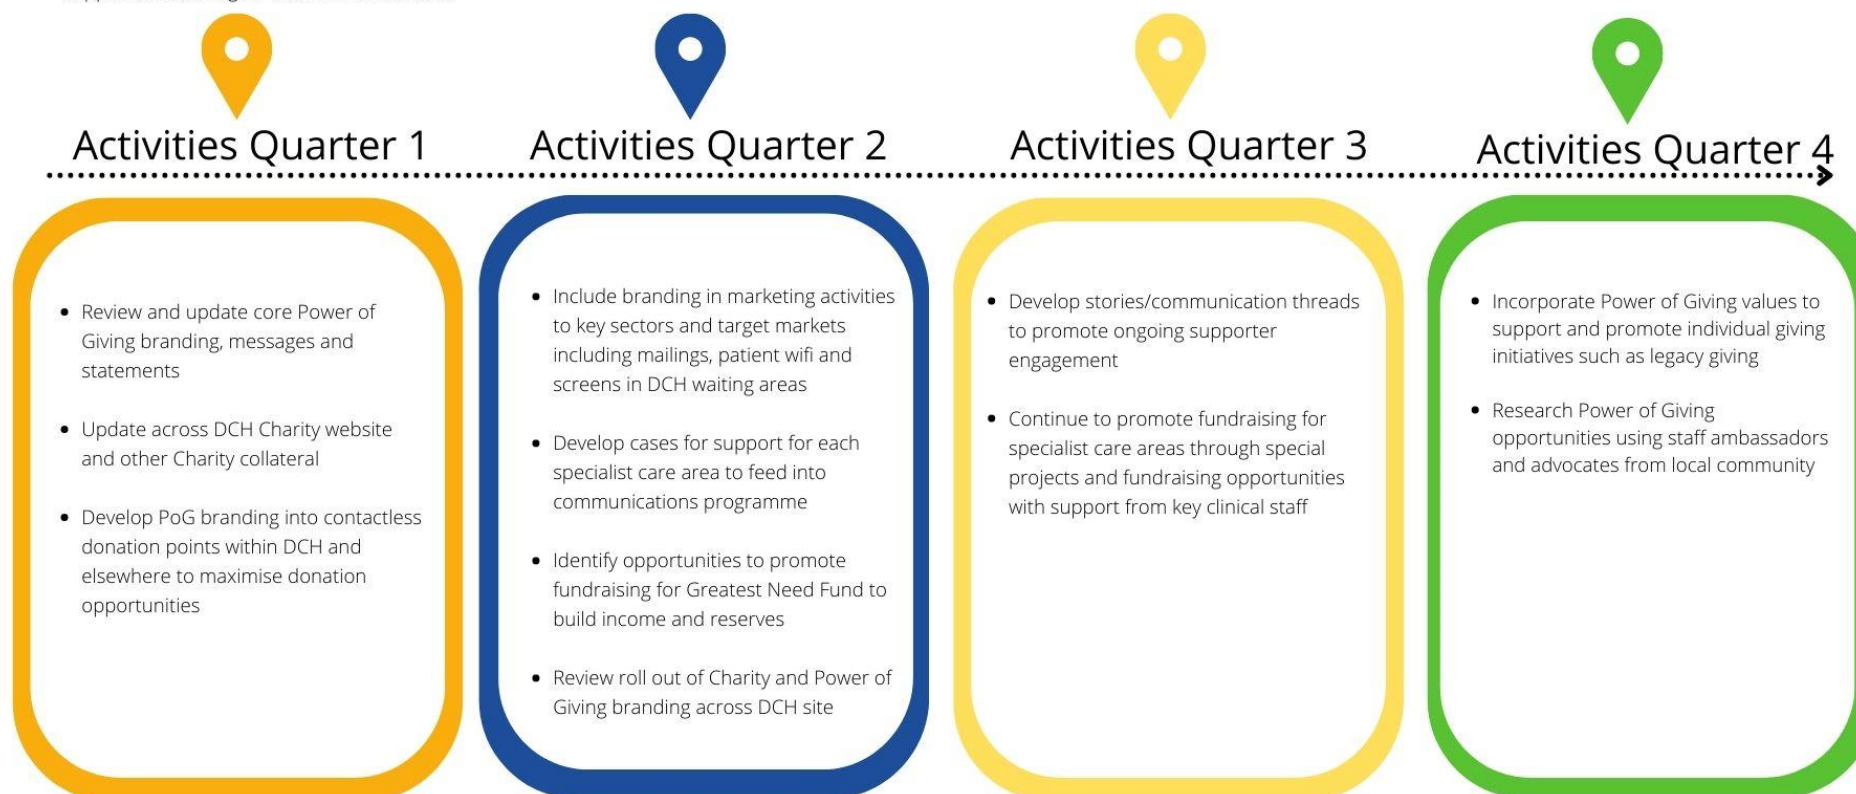 Activities Quarter 1
Activities Quarter 2
Activities Quarter 3
Activities Quarter 4
• Review and update core Power of
Giving branding, messages and
statements
• Update across DCH Charity website
and other Charity collateral
• Develop PoG branding into contactless
donation points within DCH and
elsewhere to maximise donation
opportunities
• Include branding in marketing activities
to key sectors and target markets
including mailings, patient wifi and
screens in DCH waiting areas
• Develop cases for support for each
specialist care area to feed into
communications programme
• Identify opportunities to promote
fundraising for Greatest Need Fund to
build income and reserves
• Review roll out of Charity and Power of
Giving branding across DCH site
• Develop stories/communication threads
to promote ongoing supporter
engagement
• Continue to promote fundraising for
specialist care areas through special
projects and fundraising opportunities
with support from key clinical staff
• Incorporate Power of Giving values to
support and promote individual giving
initiatives such as legacy giving
• Research Power of Giving
opportunities using staff ambassadors
and advocates from local community